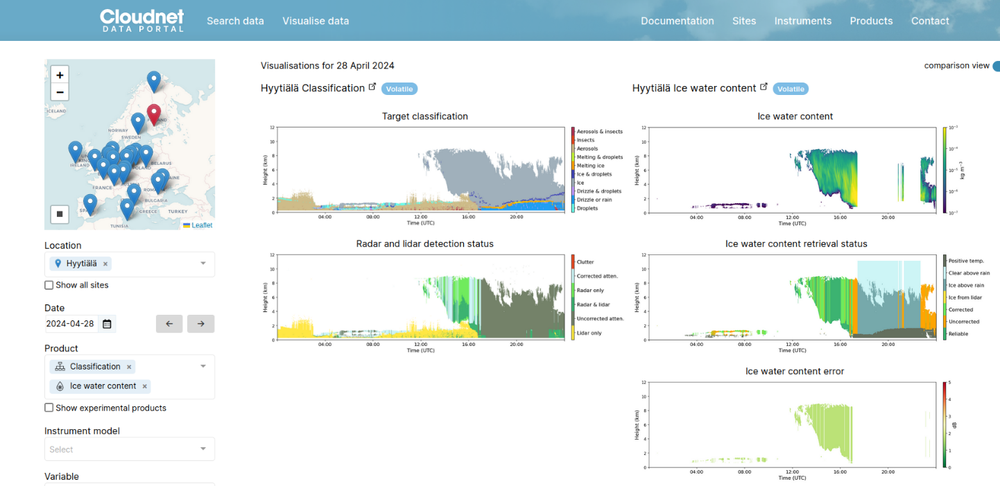 Cloudnet
DATA PORTAL
Search data
Visualise data
Documentation
Sites
Instruments
Products
Contact
+
−
ICELAND
NORWAY
SWEDEN
IRELAND
BELARUS
FRANCE
BULGARIA
GREECE
TURKEY
TUNISIA
Leaflet
Location
Hyytiälä ×
Show all sites
Date
2024-04-28
Product
Classification ×
Ice water content ×
Show experimental products
Instrument model
Select
Variable
Visualisations for 28 April 2024
comparison view
Hyytiälä Classification Volatile
Target classification
Height (km)
12
10
8
6
4
2
0
04:00 08:00 12:00 16:00 20:00
Time (UTC)
Aerosols & insects
Insects
Aerosols
Melting & droplets
Melting ice
Ice & droplets
Ice
Drizzle & droplets
Drizzle or rain
Droplets
Radar and lidar detection status
Height (km)
12
10
8
6
4
2
0
04:00 08:00 12:00 16:00 20:00
Time (UTC)
Clutter
Corrected atten.
Radar only
Radar & lidar
Uncorrected atten.
Lidar only
Hyytiälä Ice water content Volatile
Ice water content
Height (km)
12
10
8
6
4
2
0
04:00 08:00 12:00 16:00 20:00
Time (UTC)
10⁻³
10⁻⁴
10⁻⁵
10⁻⁶
10⁻⁷
kg m⁻³
Ice water content retrieval status
Height (km)
12
10
8
6
4
2
0
04:00 08:00 12:00 16:00 20:00
Time (UTC)
Positive temp.
Clear above rain
Ice above rain
Ice from lidar
Corrected
Uncorrected
Reliable
Ice water content error
Height (km)
12
10
8
6
4
2
0
04:00 08:00 12:00 16:00 20:00
Time (UTC)
5
4
3
2
1
0
dB